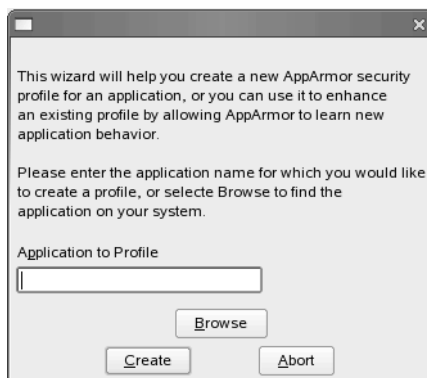 This wizard will help you create a new AppArmor security
profile for an application, or you can use it to enhance
an existing profile by allowing AppArmor to learn new
application behavior.
Please enter the application name for which you would like
to create a profile, or selecte Browse to find the
application on your system.
Application to Profile
Browse
Create Abort